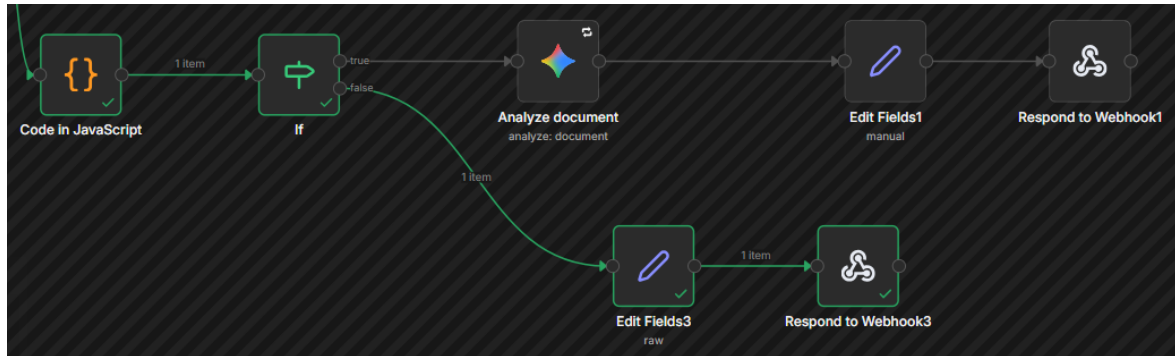 1 item
true
false
Code in JavaScript
If
Analyze document
analyze: document
Edit Fields1
manual
Respond to Webhook1
1 item
1 item
Edit Fields3
raw
Respond to Webhook3